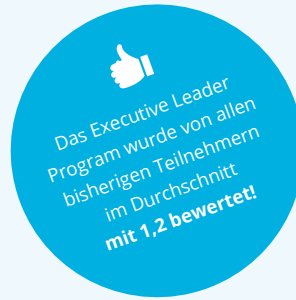 Das Executive Leader
Program wurde von allen
bisherigen Teilnehmern
im Durchschnitt
mit 1,2 bewertet!